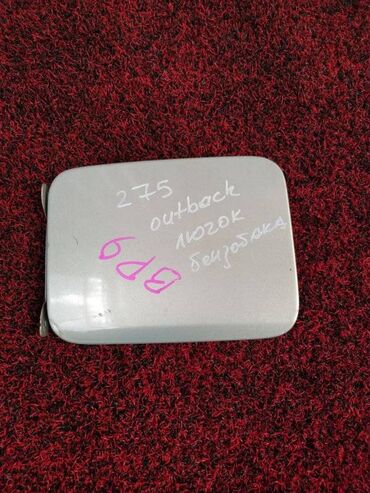 275
outback
лючок
бензобака
BP9